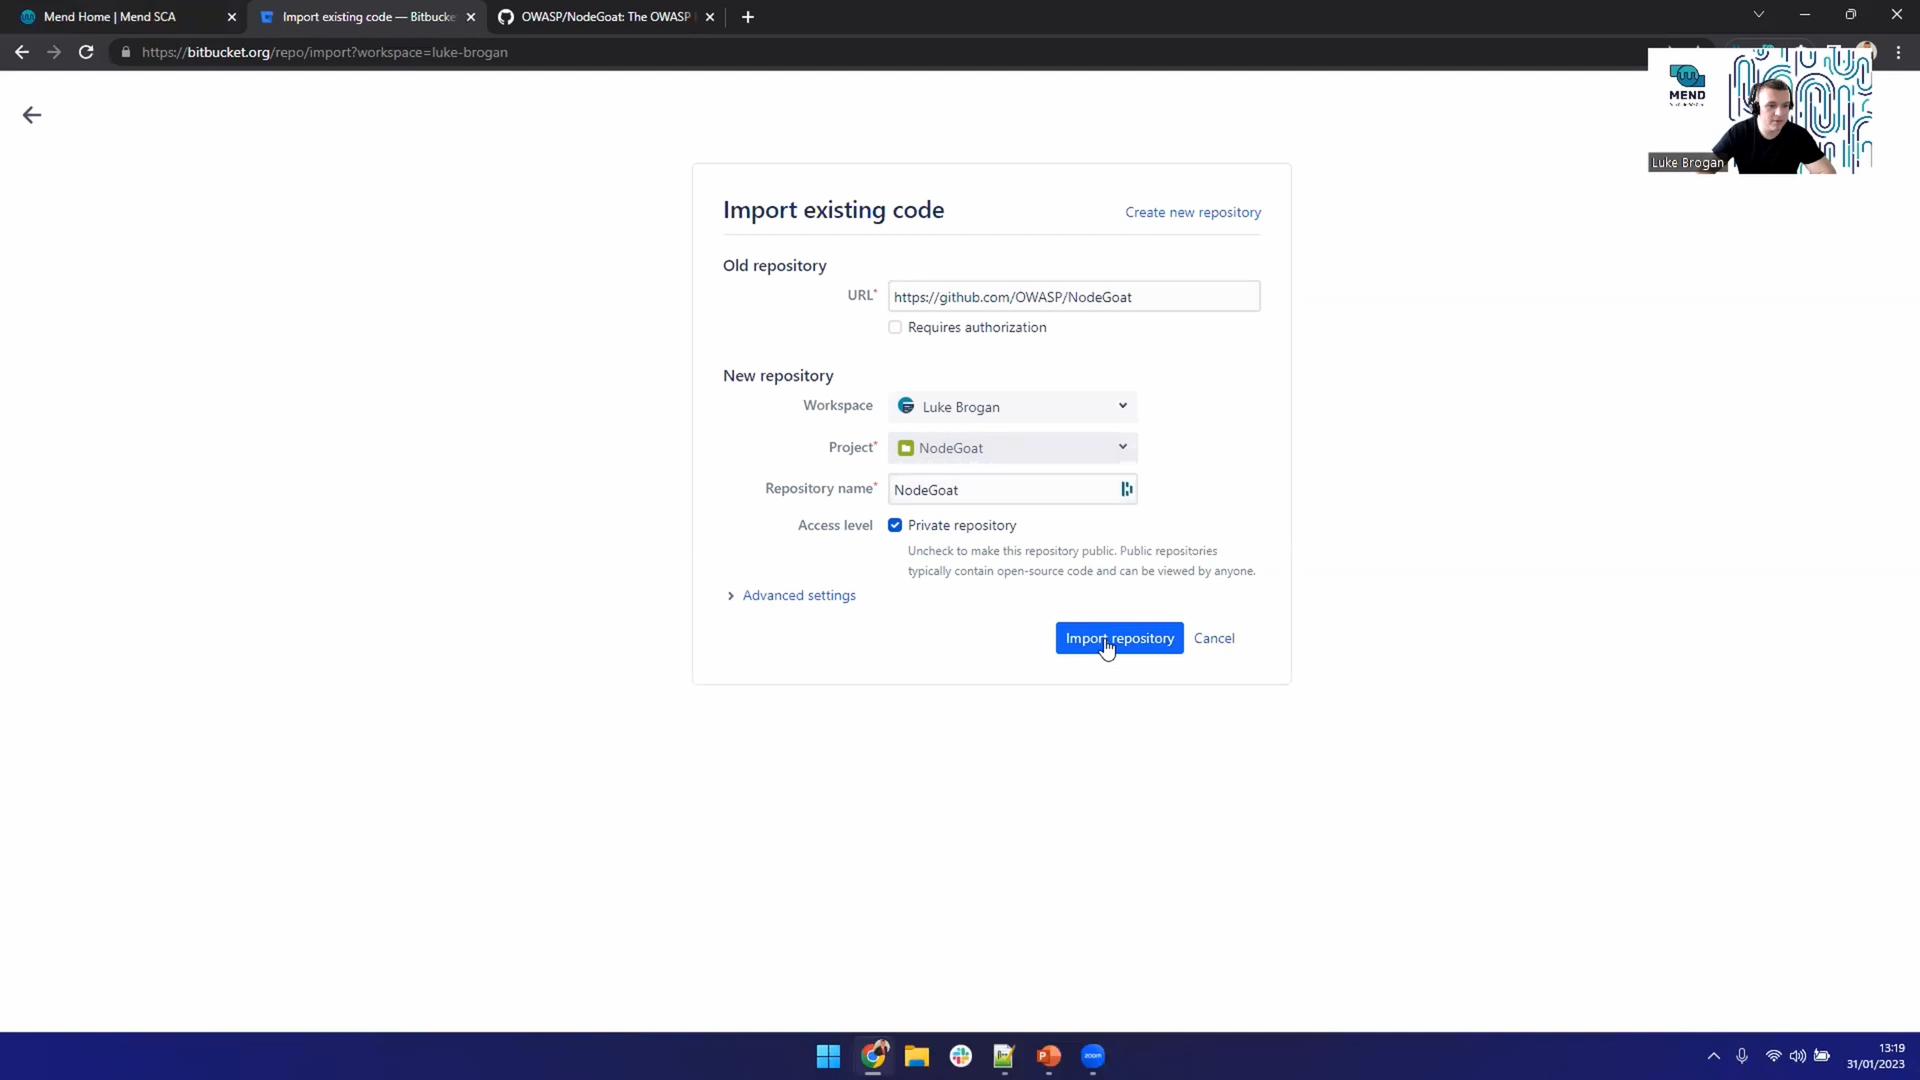 Mend Home | Mend SCA
Import existing code — Bitbucke
OWASP/NodeGoat: The OWASP
https://bitbucket.org/repo/import?workspace=luke-brogan
MEND
Luke Brogan
Import existing code
Create new repository
Old repository
URL*
https://github.com/OWASP/NodeGoat
Requires authorization
New repository
Workspace
Luke Brogan
Project*
NodeGoat
Repository name*
NodeGoat
Access level
Private repository
Uncheck to make this repository public. Public repositories
typically contain open-source code and can be viewed by anyone.
Advanced settings
Import repository
Cancel
zoom
13:19
31/01/2023